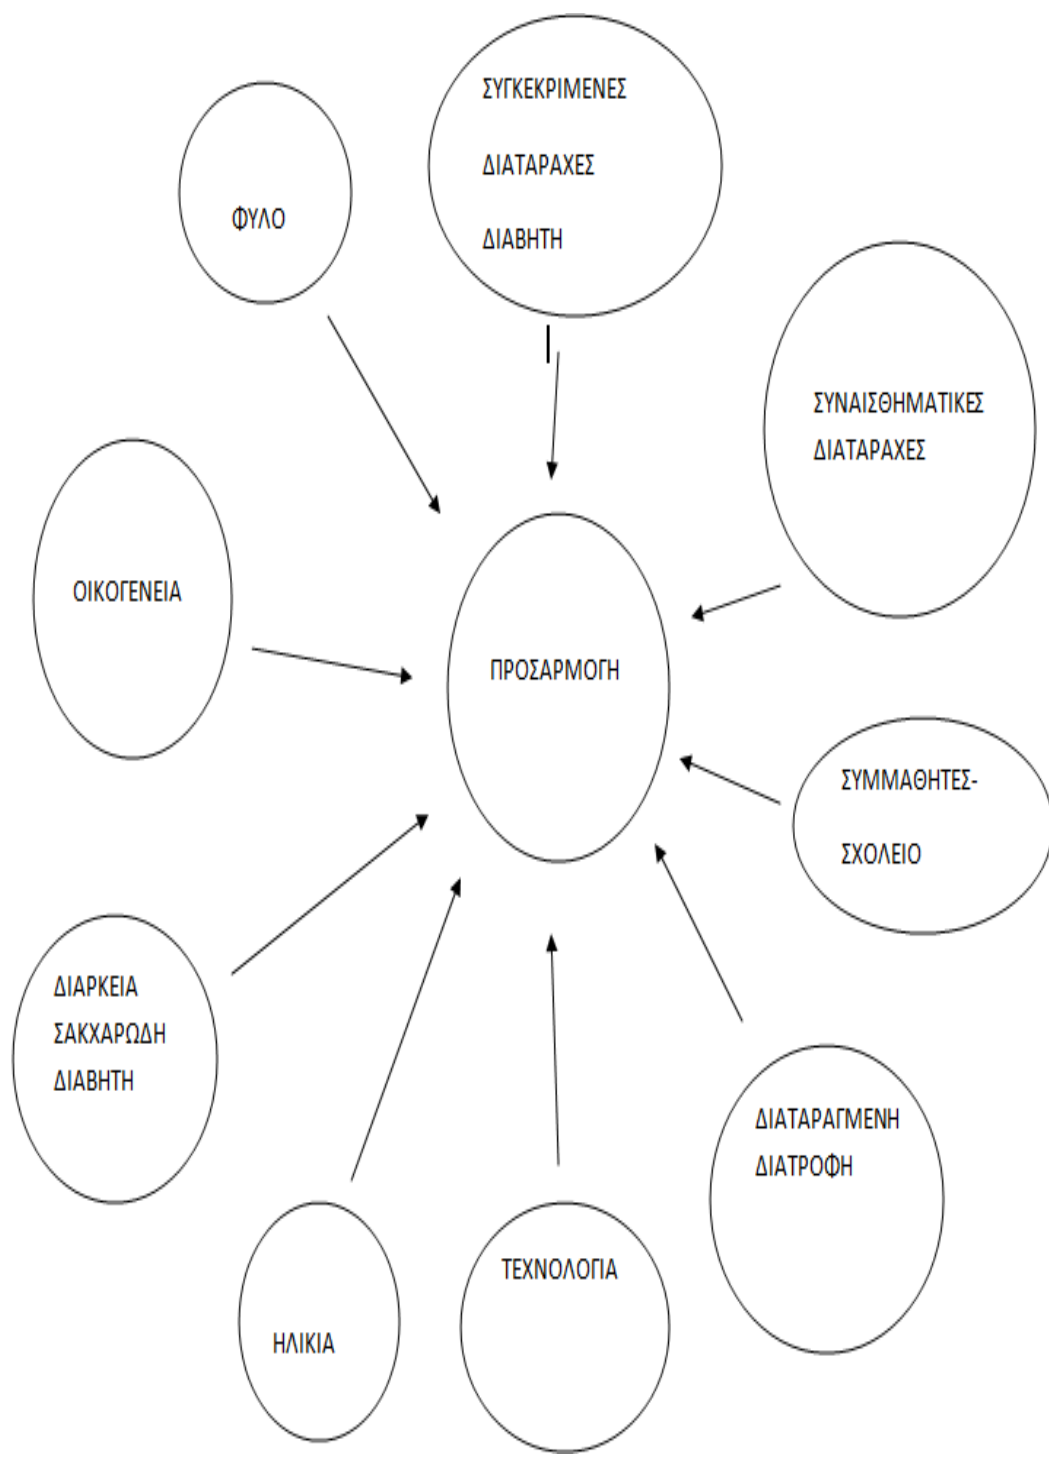 ΣΥΓΚΕΚΡΙΜΕΝΕΣ
ΔΙΑΤΑΡΑΧΕΣ
ΔΙΑΒΗΤΗ
ΦΥΛΟ
ΣΥΝΑΙΣΘΗΜΑΤΙΚΕΣ
ΔΙΑΤΑΡΑΧΕΣ
ΟΙΚΟΓΕΝΕΙΑ
ΠΡΟΣΑΡΜΟΓΗ
ΣΥΜΜΑΘΗΤΕΣ-
ΣΧΟΛΕΙΟ
ΔΙΑΡΚΕΙΑ
ΣΑΚΧΑΡΩΔΗ
ΔΙΑΒΗΤΗ
ΔΙΑΤΑΡΑΓΜΕΝΗ
ΔΙΑΤΡΟΦΗ
ΤΕΧΝΟΛΟΓΙΑ
ΗΛΙΚΙΑ